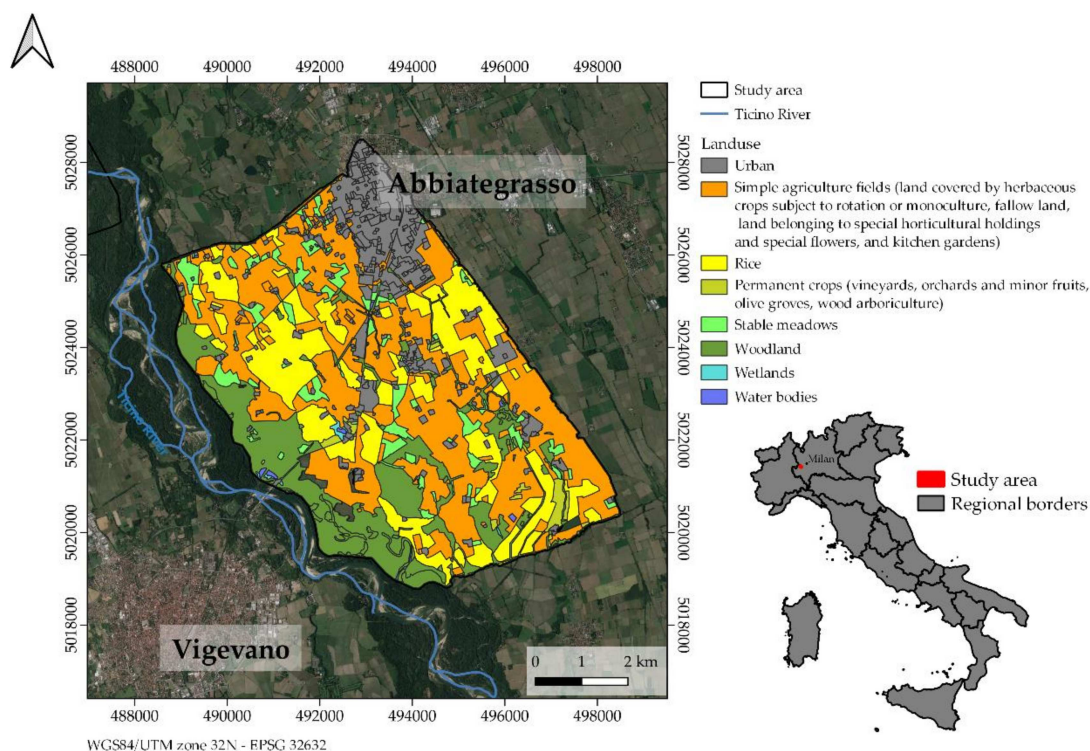 488000 490000 492000 494000 496000 498000
5028000 5026000 5024000 5022000 5020000 5018000
Abbiategrasso
Ticino River
Vigevano
0 1 2 km
5028000 5026000 5024000 5022000 5020000 5018000
488000 490000 492000 494000 496000 498000
WGS84/UTM zone 32N - EPSG 32632
Study area
Ticino River
Landuse
Urban
Simple agriculture fields (land covered by herbaceous
crops subject to rotation or monoculture, fallow land,
land belonging to special horticultural holdings
and special flowers, and kitchen gardens)
Rice
Permanent crops (vineyards, orchards and minor fruits,
olive groves, wood arboriculture)
Stable meadows
Woodland
Wetlands
Water bodies
Milan
Study area
Regional borders